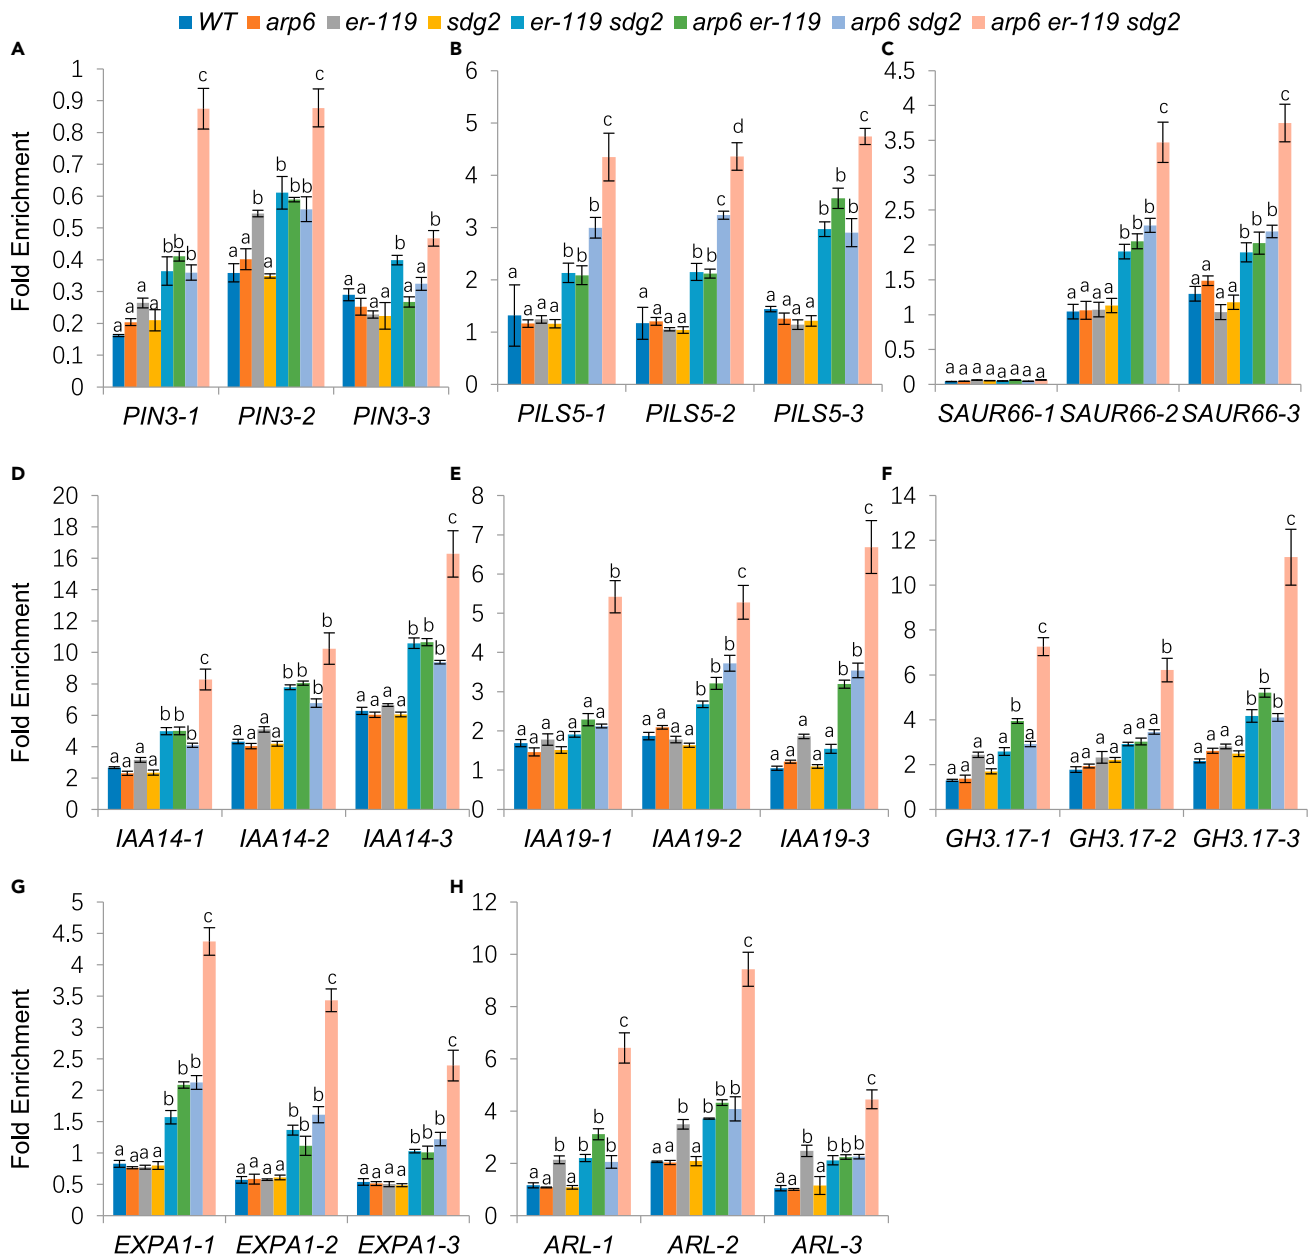 WT arp6 er-119 sdg2 er-119 sdg2 arp6 er-119 arp6 sdg2 arp6 er-119 sdg2
A
Fold Enrichment
1
0.9
0.8
0.7
0.6
0.5
0.4
0.3
0.2
0.1
0
a a a a b b b c
a a b a b b b c
a a a a b a a b
PIN3-1 PIN3-2 PIN3-3
B
6
5
4
3
2
1
0
a a a a b b b c
a a a a b b c d
a a a a b b b c
PILS5-1 PILS5-2 PILS5-3
C
4.5
4
3.5
3
2.5
2
1.5
1
0.5
0
a a a a a a a a
a a a a b b b c
a a a a b b b c
SAUR66-1 SAUR66-2 SAUR66-3
D
Fold Enrichment
20
18
16
14
12
10
8
6
4
2
0
a a a a b b b c
a a a a b b b b
a a a a b b b c
IAA14-1 IAA14-2 IAA14-3
E
8
7
6
5
4
3
2
1
0
a a a a a a a b
a a a a b b b c
a a a a a b b c
IAA19-1 IAA19-2 IAA19-3
F
14
12
10
8
6
4
2
0
a a a a a b a c
a a a a a a a b
a a a a b b b c
GH3.17-1 GH3.17-2 GH3.17-3
G
Fold Enrichment
5
4.5
4
3.5
3
2.5
2
1.5
1
0.5
0
a a a a b b b c
a a a a b b b c
a a a a b b b c
EXPA1-1 EXPA1-2 EXPA1-3
H
12
10
8
6
4
2
0
a a b a b b b c
a a b a b b b c
a a b a b b b c
ARL-1 ARL-2 ARL-3